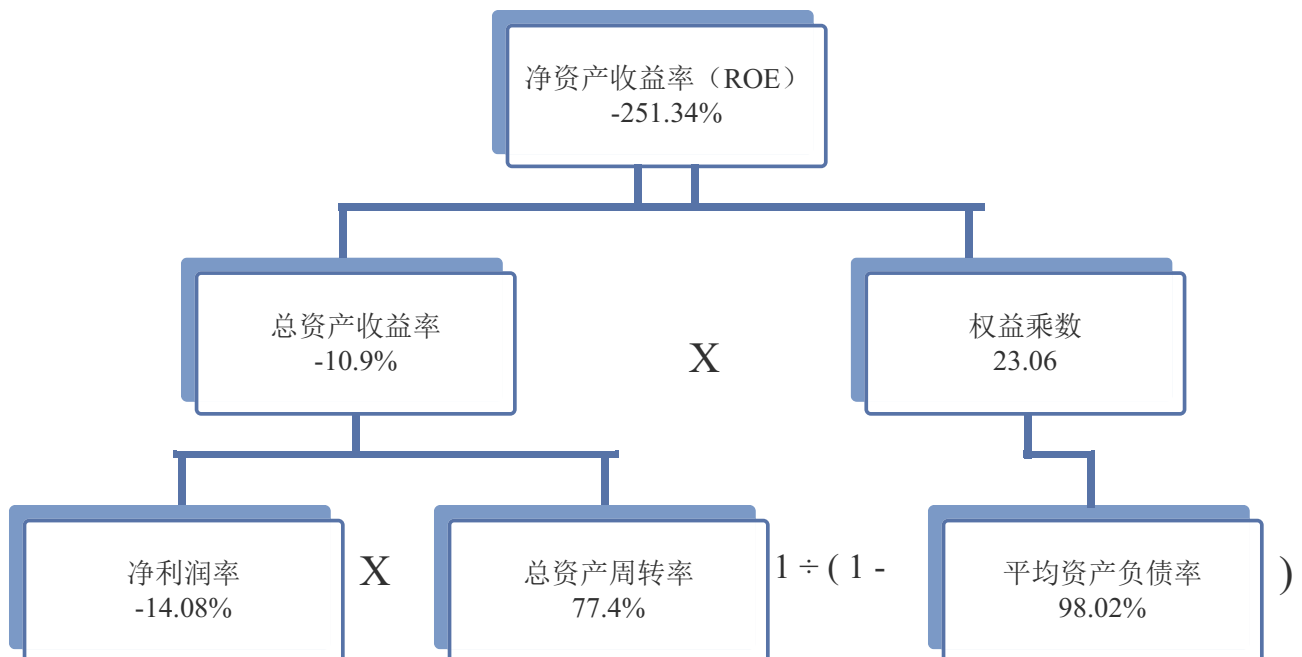 净资产收益率（ROE）
-251.34%
总资产收益率
-10.9%
X
权益乘数
23.06
净利润率
-14.08%
X
总资产周转率
77.4%
1 ÷ ( 1 -
平均资产负债率
98.02%
)